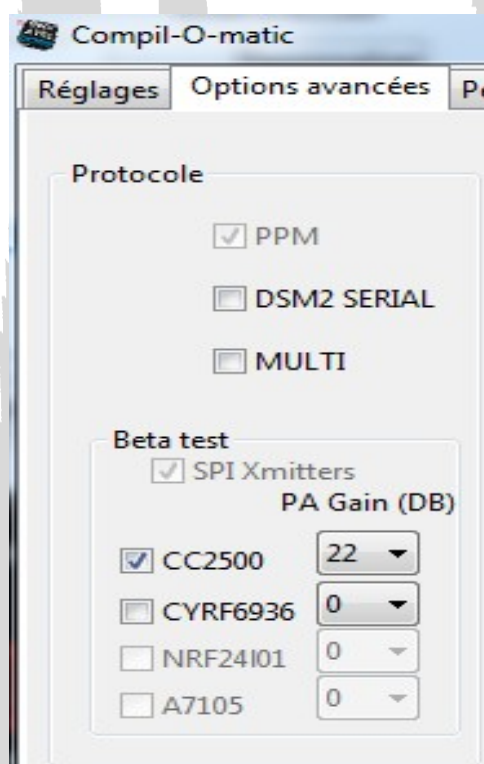 Compil-O-matic
Réglages Options avancées
Protocole
PPM
DSM2 SERIAL
MULTI
Beta test
SPI Xmitters
PA Gain (DB)
CC2500 22
CYRF6936 0
NRF24l01 0
A7105 0